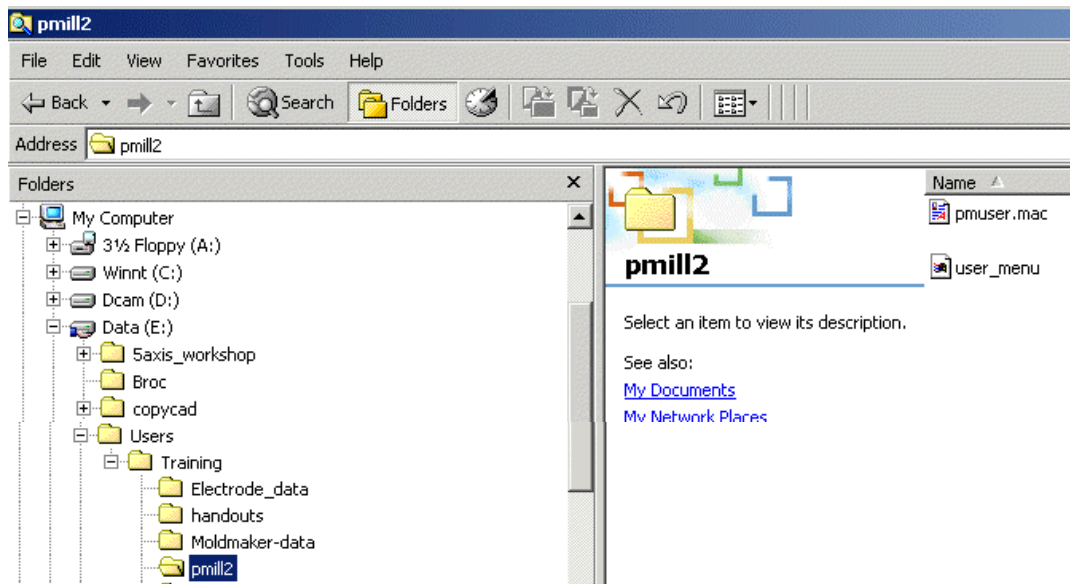 pmill2
File Edit View Favorites Tools Help
Back Search Folders
Address pmill2
Folders x
My Computer
3½ Floppy (A:)
Winnt (C:)
Dcam (D:)
Data (E:)
5axis_workshop
Broc
copycad
Users
Training
Electrode_data
handouts
Moldmaker-data
pmill2
pmill2
Select an item to view its description.
See also:
My Documents
My Network Places
Name
pmuser.mac
user_menu